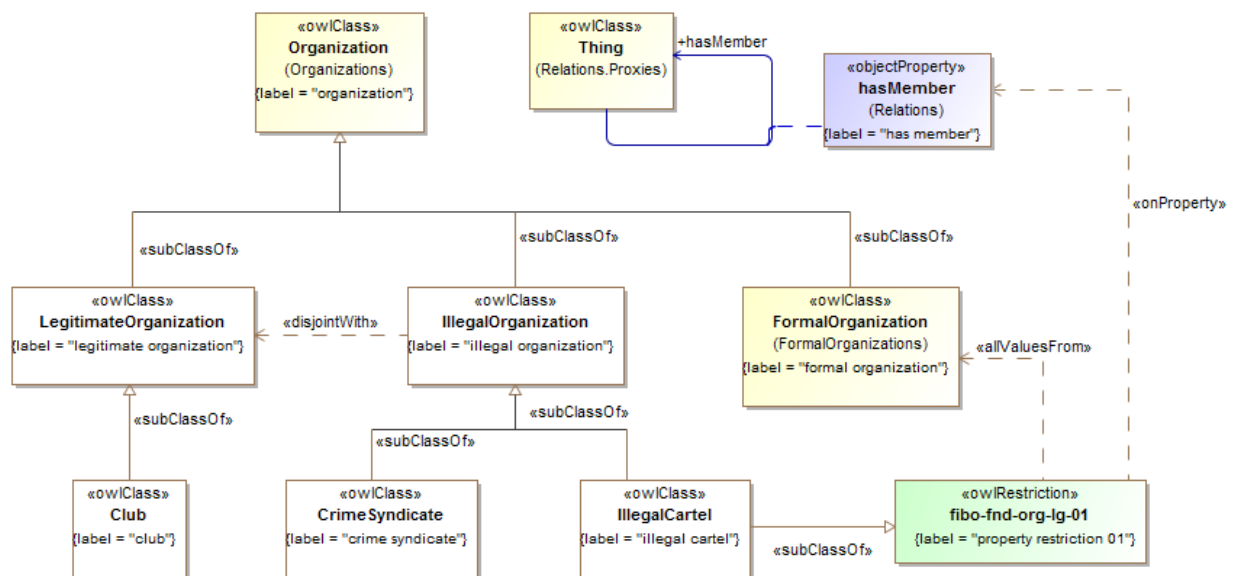 «owlClass»
Organization
(Organizations)
{label = "organization"}
«owlClass»
Thing
(Relations.Proxies)
+hasMember
«objectProperty»
hasMember
(Relations)
{label = "has member"}
«onProperty»
«subClassOf»
«subClassOf»
«subClassOf»
«owlClass»
LegitimateOrganization
{label = "legitimate organization"}
«disjointWith»
«owlClass»
IllegalOrganization
{label = "illegal organization"}
«owlClass»
FormalOrganization
(FormalOrganizations)
{label = "formal organization"}
«allValuesFrom»
«subClassOf»
«subClassOf»
«subClassOf»
«owlClass»
Club
{label = "club"}
«owlClass»
CrimeSyndicate
{label = "crime syndicate"}
«owlClass»
IllegalCartel
{label = "illegal cartel"}
«subClassOf»
«owlRestriction»
fibo-fnd-org-lg-01
{label = "property restriction 01"}